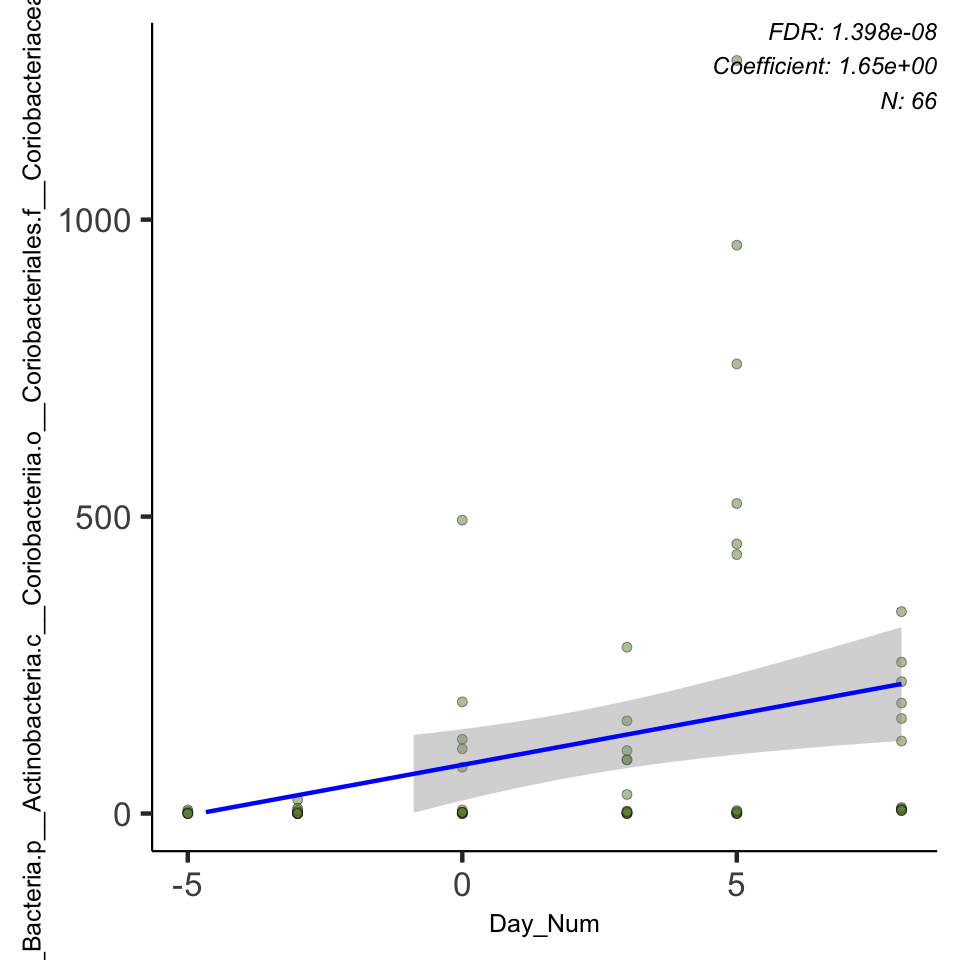 FDR: 1.398e-08
Coefficient: 1.65e+00
N: 66
_Bacteria.p__Actinobacteria.c__Coriobacteriia.o__Coriobacteriales.f__Coriobacteriacea
1000
500
0
-5
0
5
Day_Num